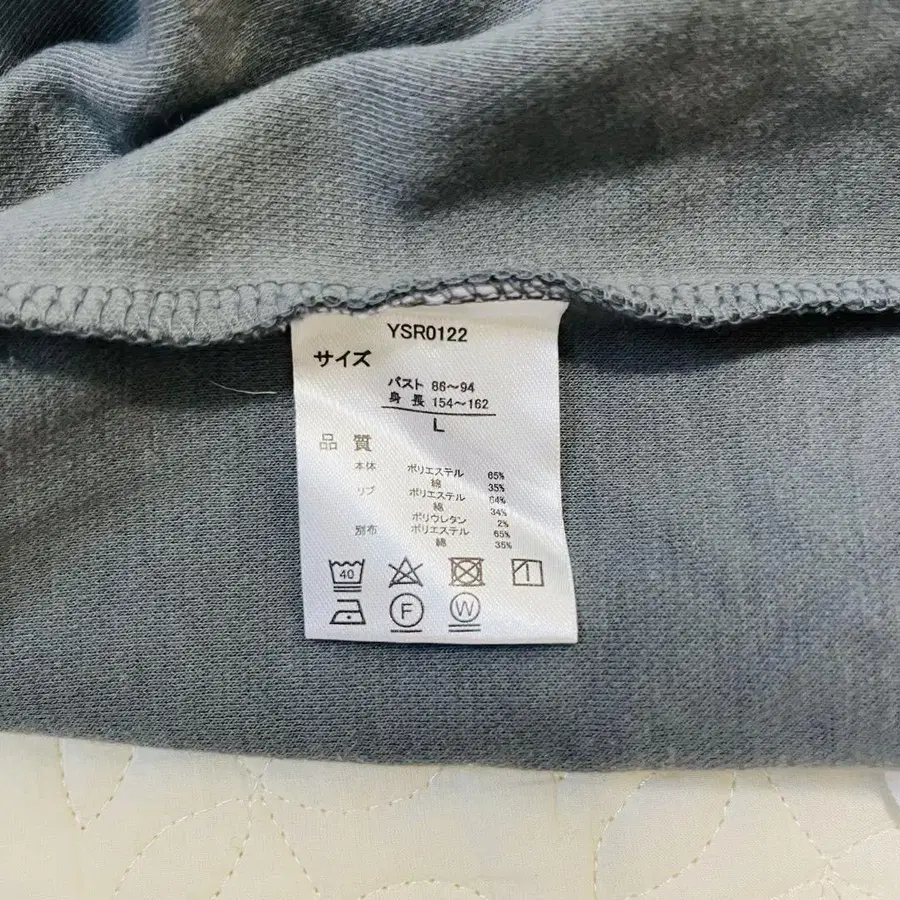 YSR0122
サイズ
バスト 86～94
身長 154～162
L
品質
本体 ポリエステル 65%
綿 35%
リブ ポリエステル 64%
綿 34%
ポリウレタン 2%
別布 ポリエステル 65%
綿 35%
40
F
W